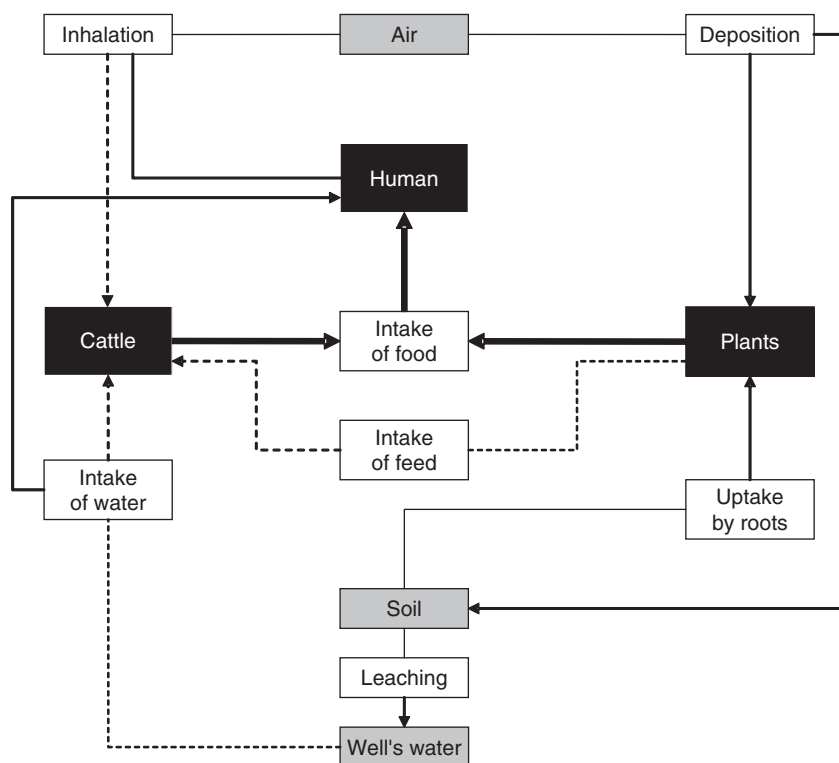 Inhalation
Air
Deposition
Human
Cattle
Intake
of food
Plants
Intake
of feed
Intake
of water
Uptake
by roots
Soil
Leaching
Well's water